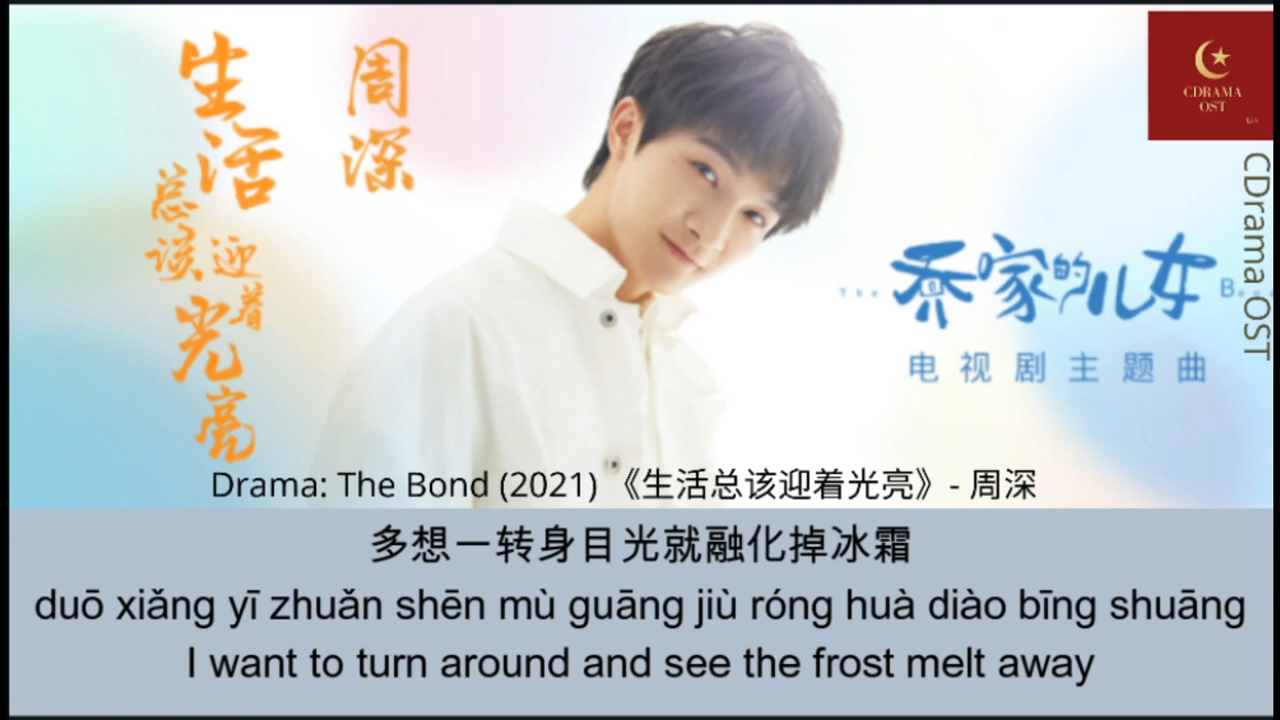 生活
总该迎着
光亮
周深
CDRAMA
OST
CDrama OST
The
乔家的儿女
电视剧主题曲
Drama: The Bond (2021) 《生活总该迎着光亮》- 周深
多想一转身目光就融化掉冰霜
duō xiǎng yī zhuǎn shēn mù guāng jiù róng huà diào bīng shuāng
I want to turn around and see the frost melt away